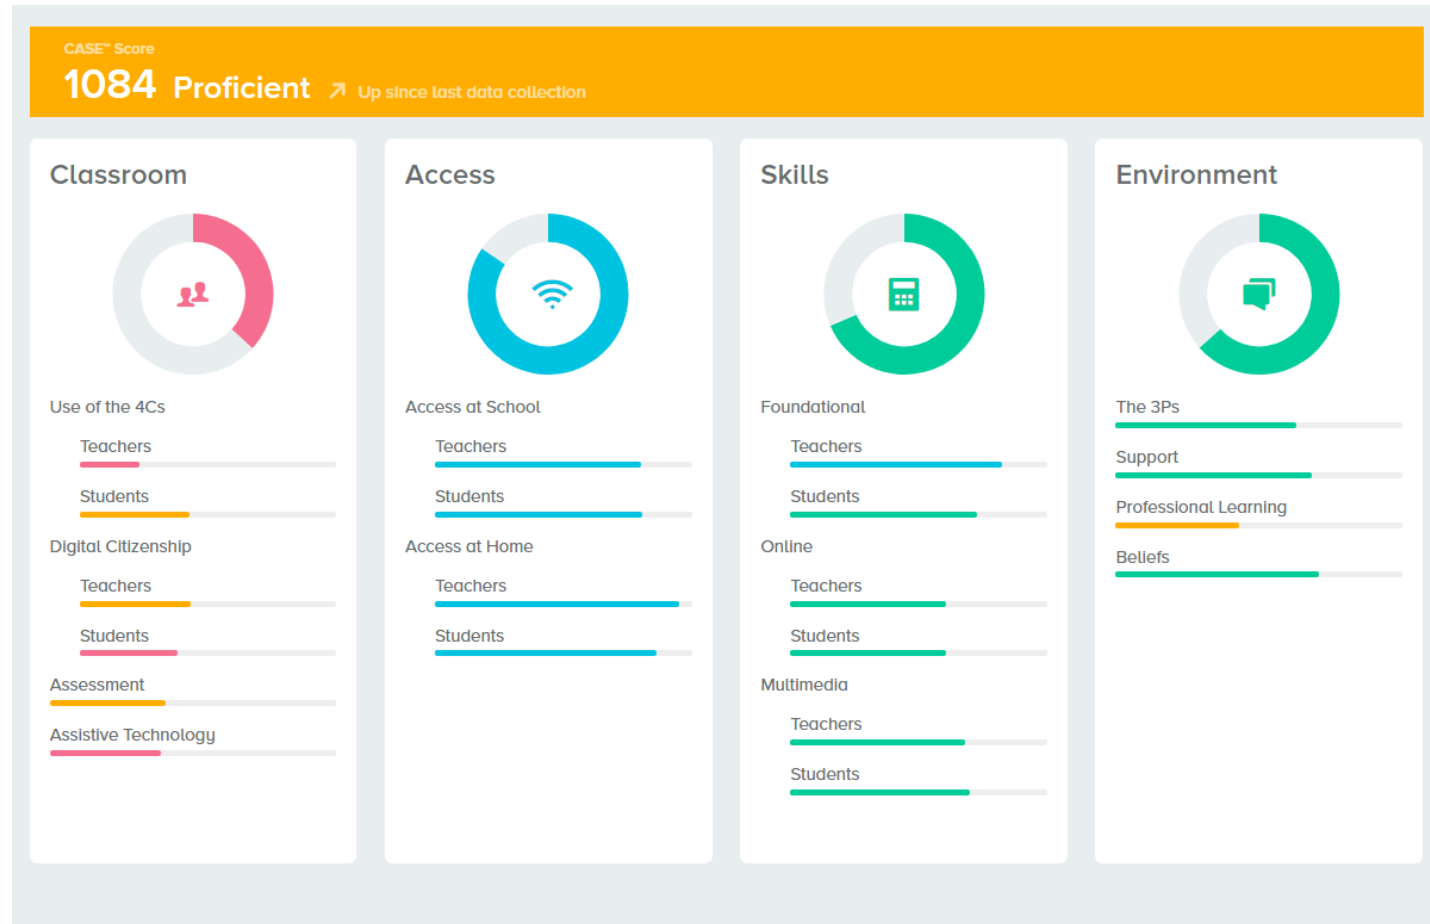 CASE™ Score
1084 Proficient Up since last data collection
Classroom
Use of the 4Cs
Teachers
Students
Digital Citizenship
Teachers
Students
Assessment
Assistive Technology
Access
Access at School
Teachers
Students
Access at Home
Teachers
Students
Skills
Foundational
Teachers
Students
Online
Teachers
Students
Multimedia
Teachers
Students
Environment
The 3Ps
Support
Professional Learning
Beliefs